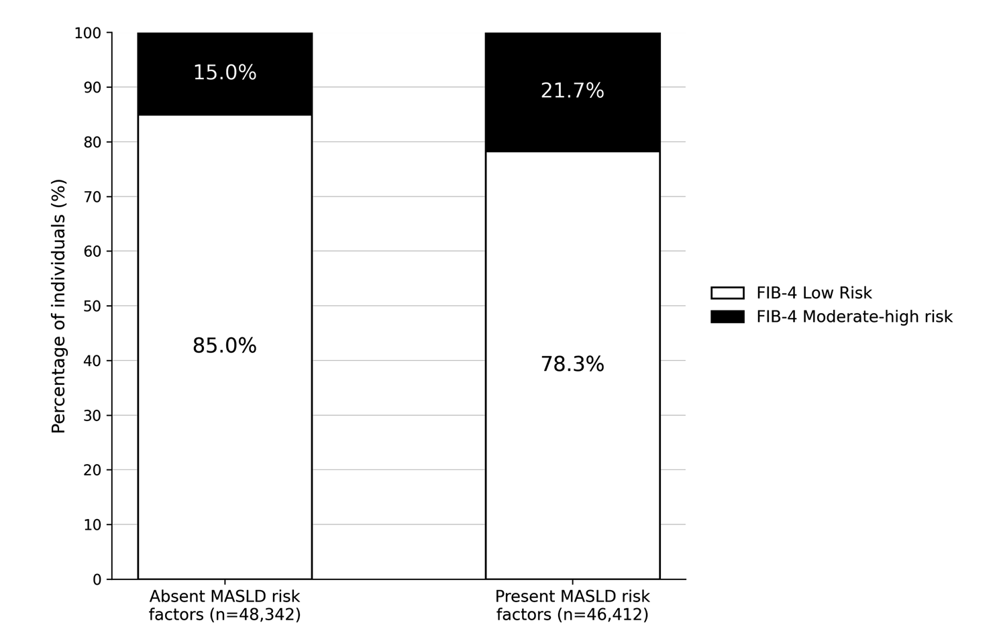 100
90
80
70
60
50
40
30
20
10
0
Percentage of individuals (%)
15.0%
85.0%
21.7%
78.3%
Absent MASLD risk
factors (n=48,342)
Present MASLD risk
factors (n=46,412)
FIB-4 Low Risk
FIB-4 Moderate-high risk